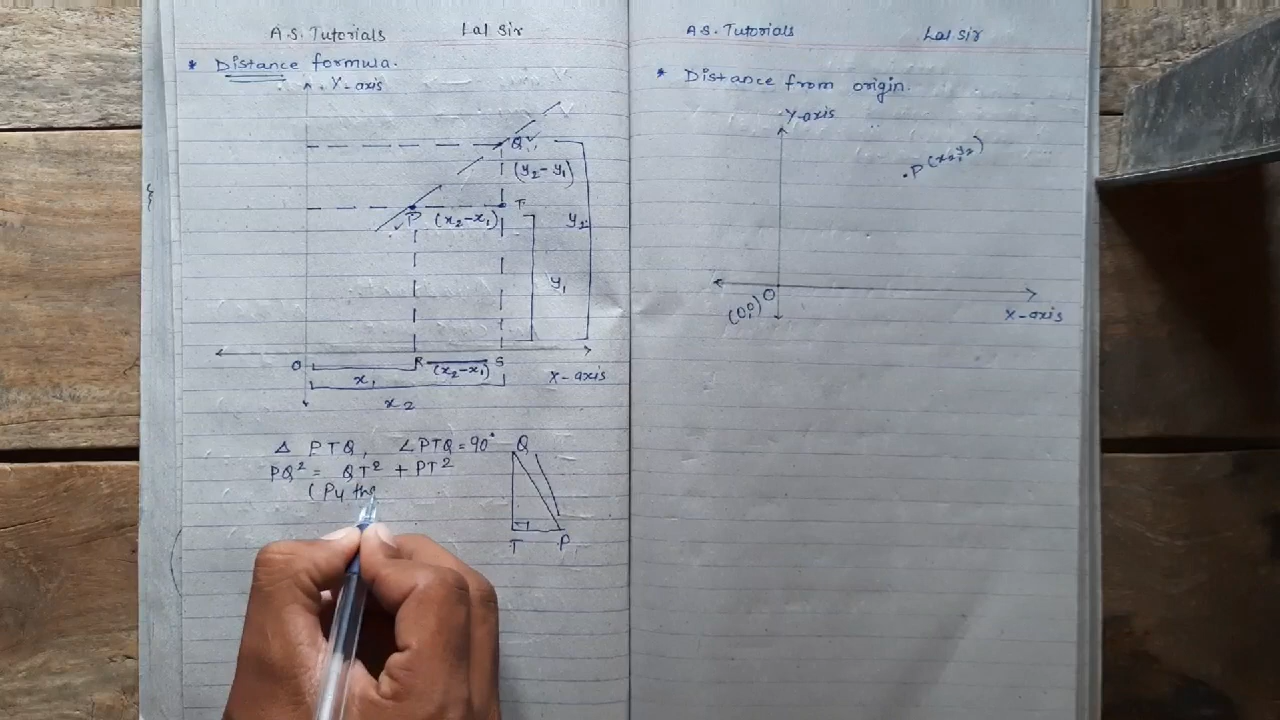 A.S. Tutorials Lal sir
* Distance formula.
Y-axis
Q
(y₂-y₁)
P (x₂-x₁) T
y₂
y₁
O R (x₂-x₁) S
x₁ X-axis
x₂
△ PTQ, ∠PTQ = 90° Q
PQ² = QT² + PT²
(Pythe
T P
A.S. Tutorials Lal sir
* Distance from origin.
Y-axis
P(x₂,y₂)
O
(0,0) X-axis